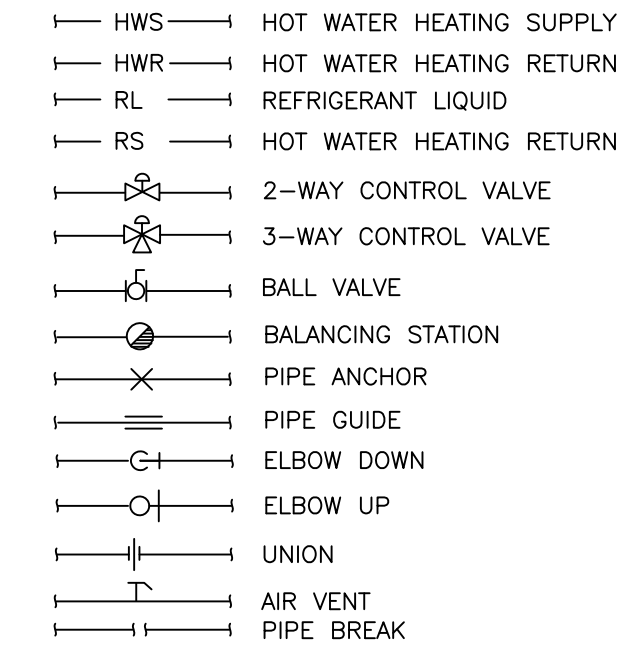 HWS HOT WATER HEATING SUPPLY
HWR HOT WATER HEATING RETURN
RL REFRIGERANT LIQUID
RS HOT WATER HEATING RETURN
2-WAY CONTROL VALVE
3-WAY CONTROL VALVE
BALL VALVE
BALANCING STATION
PIPE ANCHOR
PIPE GUIDE
ELBOW DOWN
ELBOW UP
UNION
AIR VENT
PIPE BREAK